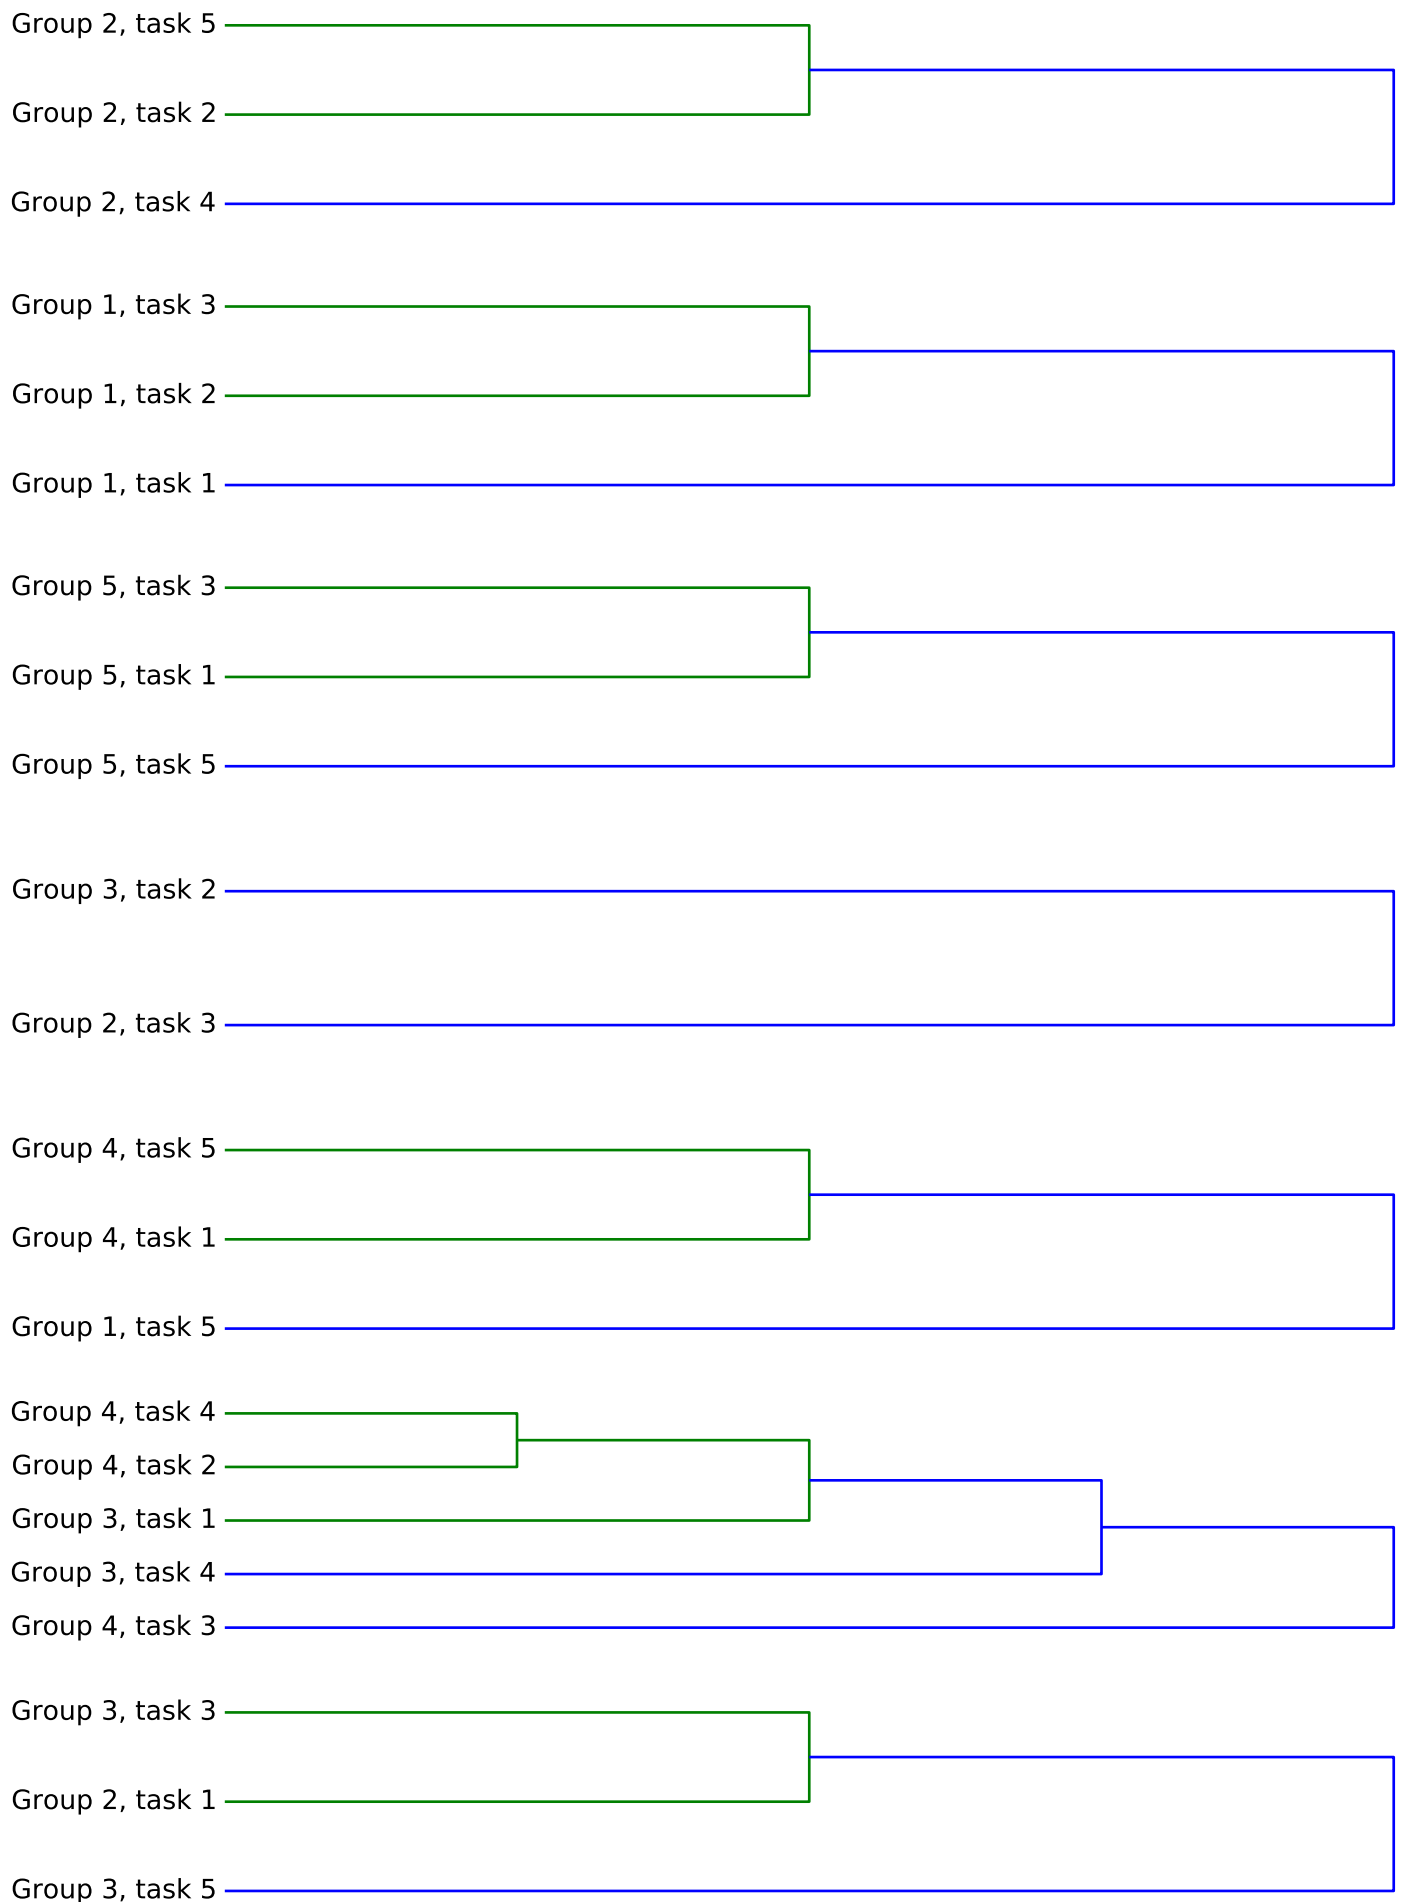 Group 2, task 5
Group 2, task 2
Group 2, task 4
Group 1, task 3
Group 1, task 2
Group 1, task 1
Group 5, task 3
Group 5, task 1
Group 5, task 5
Group 3, task 2
Group 2, task 3
Group 4, task 5
Group 4, task 1
Group 1, task 5
Group 4, task 4
Group 4, task 2
Group 3, task 1
Group 3, task 4
Group 4, task 3
Group 3, task 3
Group 2, task 1
Group 3, task 5